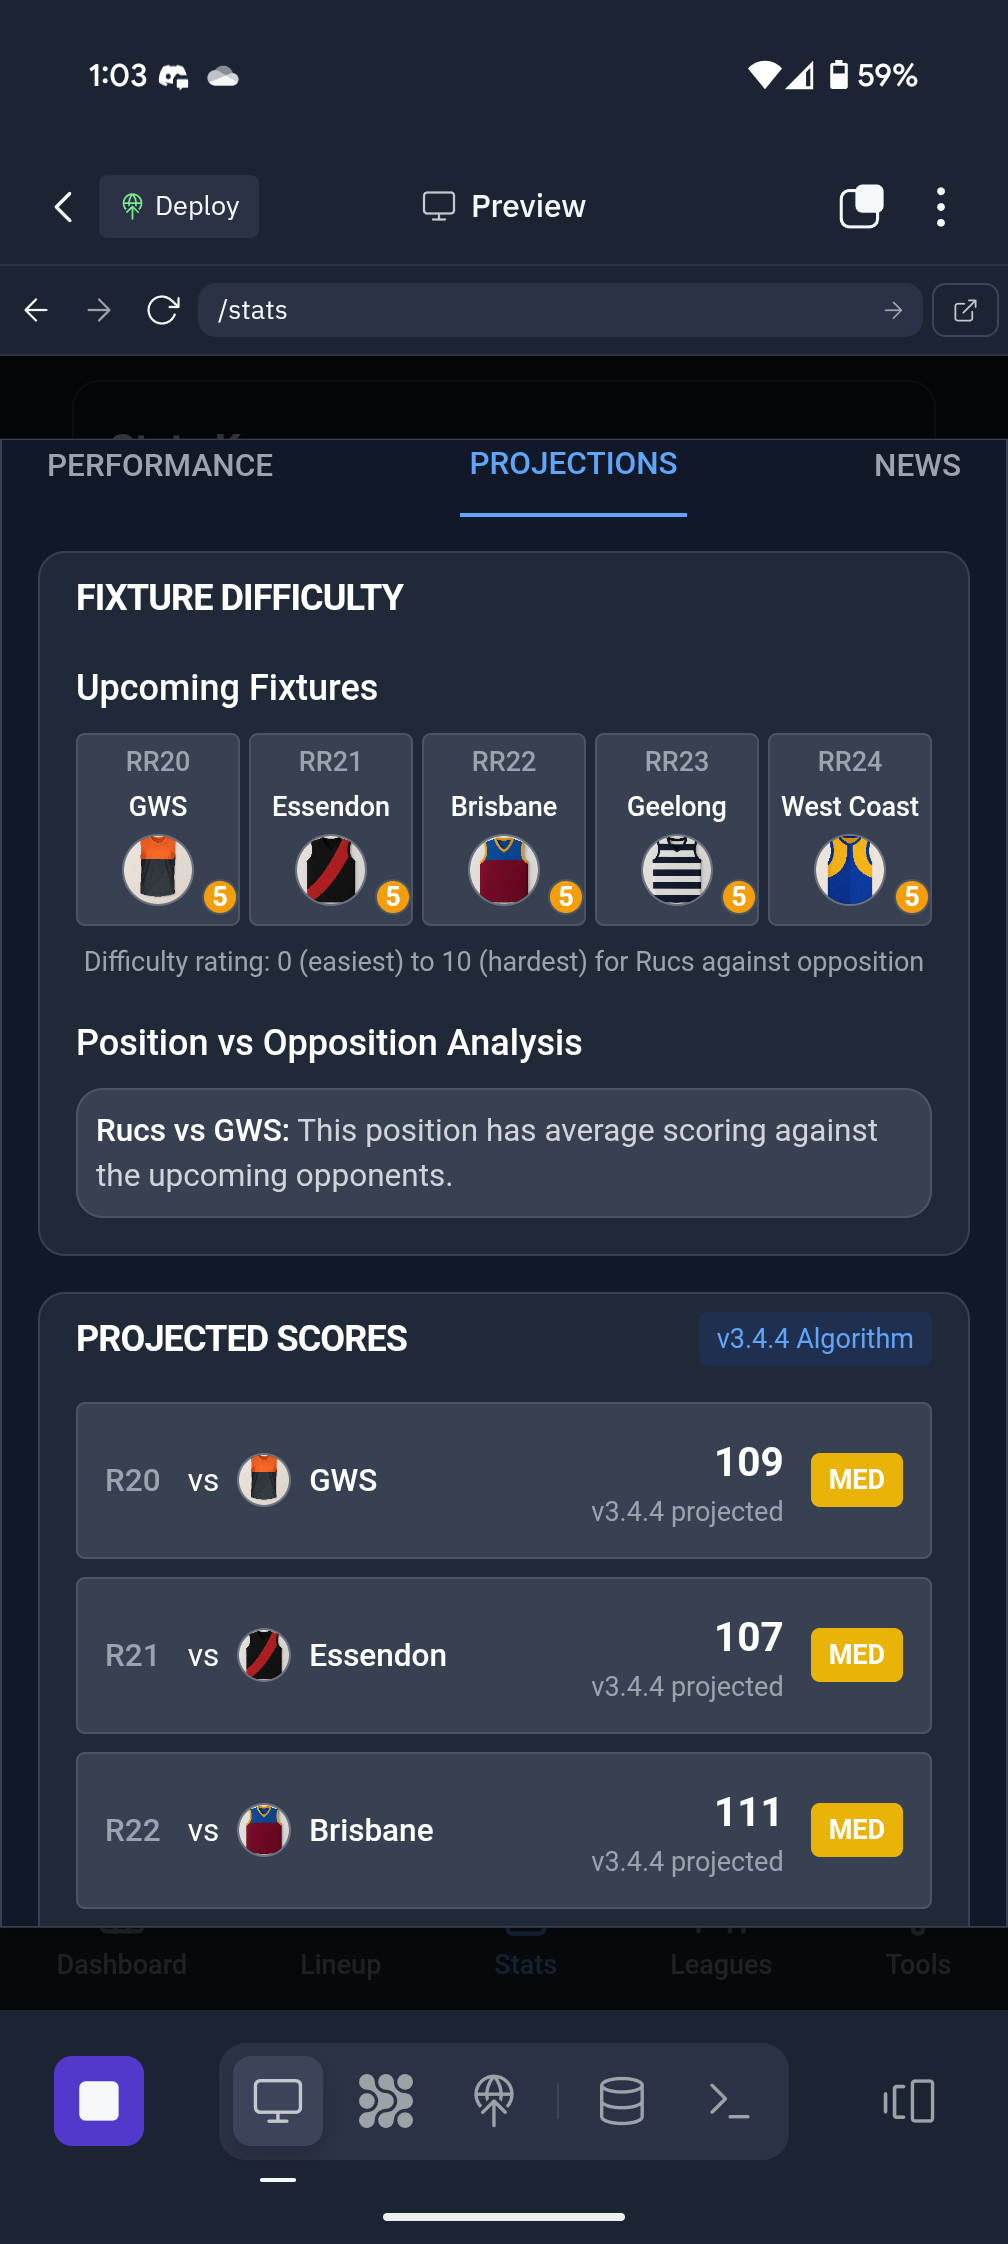 1:03
59%
Deploy
Preview
/stats
PERFORMANCE
PROJECTIONS
NEWS
FIXTURE DIFFICULTY
Upcoming Fixtures
RR20
GWS
5
RR21
Essendon
5
RR22
Brisbane
5
RR23
Geelong
5
RR24
West Coast
5
Difficulty rating: 0 (easiest) to 10 (hardest) for Rucs against opposition
Position vs Opposition Analysis
Rucs vs GWS: This position has average scoring against
the upcoming opponents.
PROJECTED SCORES
v3.4.4 Algorithm
R20 vs GWS
109
v3.4.4 projected
MED
R21 vs Essendon
107
v3.4.4 projected
MED
R22 vs Brisbane
111
v3.4.4 projected
MED
Dashboard
Lineup
Stats
Leagues
Tools